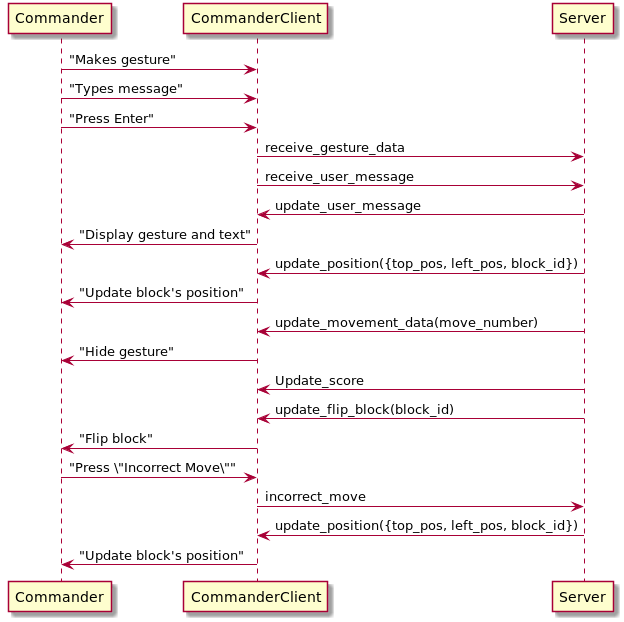 Commander CommanderClient Server
"Makes gesture"
"Types message"
"Press Enter"
receive_gesture_data
receive_user_message
update_user_message
"Display gesture and text"
update_position({top_pos, left_pos, block_id})
"Update block's position"
update_movement_data(move_number)
"Hide gesture"
Update_score
update_flip_block(block_id)
"Flip block"
"Press \"Incorrect Move\""
incorrect_move
update_position({top_pos, left_pos, block_id})
"Update block's position"
Commander CommanderClient Server